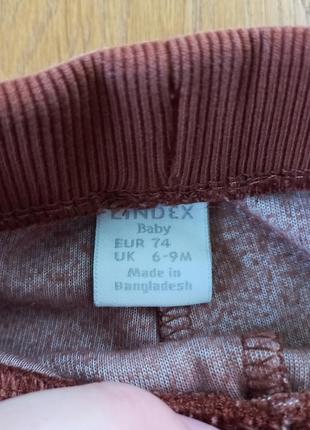 LINDEX
Baby
EUR 74
UK 6-9M
Made in
Bangladesh